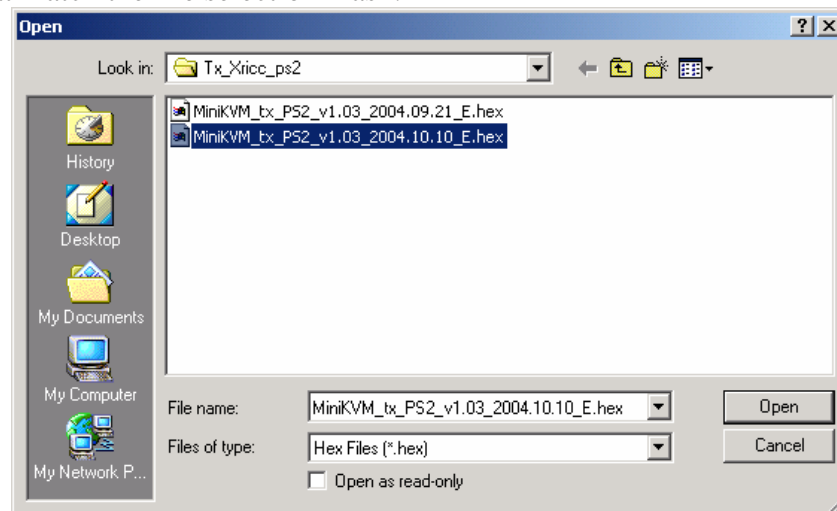 Open
Look in: Tx_Xricc_ps2
MiniKVM_tx_PS2_v1.03_2004.09.21_E.hex
MiniKVM_tx_PS2_v1.03_2004.10.10_E.hex
History
Desktop
My Documents
My Computer
My Network P...
File name: MiniKVM_tx_PS2_v1.03_2004.10.10_E.hex Open
Files of type: Hex Files (*.hex) Cancel
Open as read-only